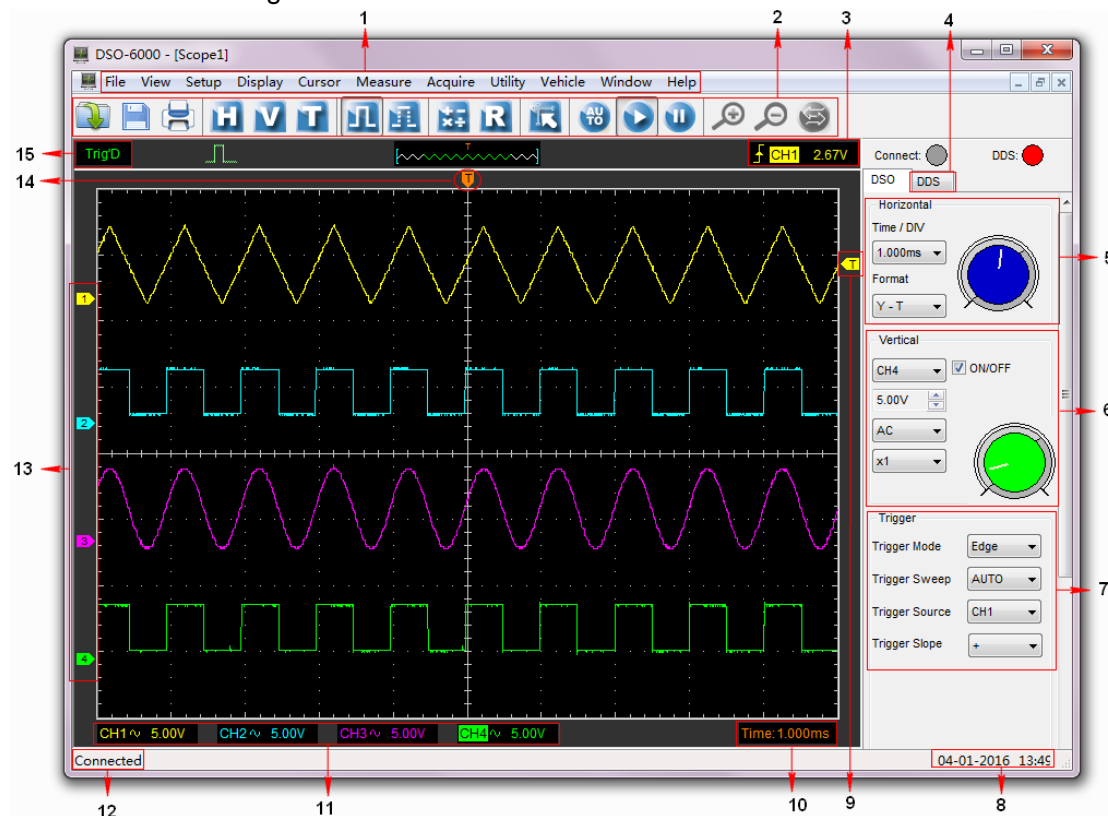 1 2 3 4
DSO-6000 - [Scope1]
File View Setup Display Cursor Measure Acquire Utility Vehicle Window Help
H V T R AUTO
15 Trig'D T CH1 2.67V Connect: DDS:
14 T DSO DDS
Horizontal
Time / DIV
1.000ms
5
T
Format
Y - T
1
Vertical
CH4 ON/OFF
5.00V
6
2
AC
x1
13
Trigger
3
Trigger Mode Edge
Trigger Sweep AUTO
7
Trigger Source CH1
Trigger Slope +
4
CH1 5.00V CH2 5.00V CH3 5.00V CH4 5.00V Time: 1.000ms
Connected 04-01-2016 13:49
12 11 10 9 8